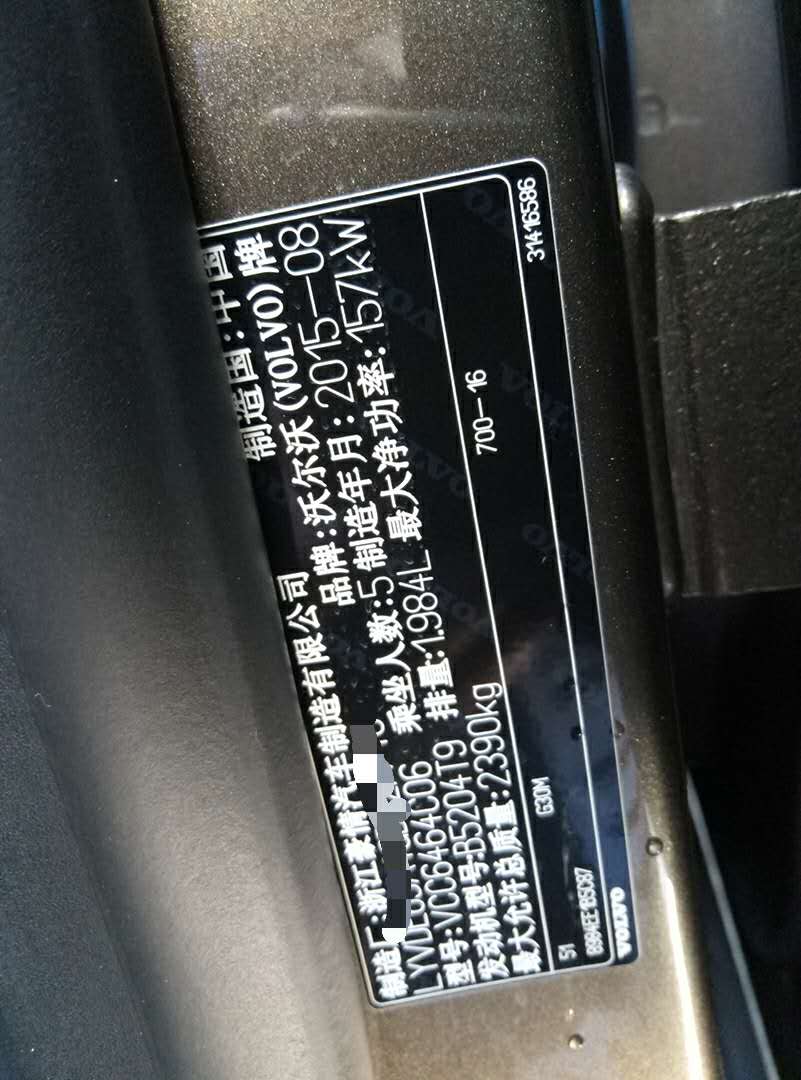 制造厂:浙江豪情汽车制造有限公司 制造国:中国
品牌:沃尔沃(VOLVO)牌
型号:VCC6464C06 乘坐人数:5 制造年月:2015-08
发动机型号:B5204T9 排量:1.984L 最大净功率:157kW
最大允许总质量:2390kg
700-16
51 G30M
31416586
VOLVO